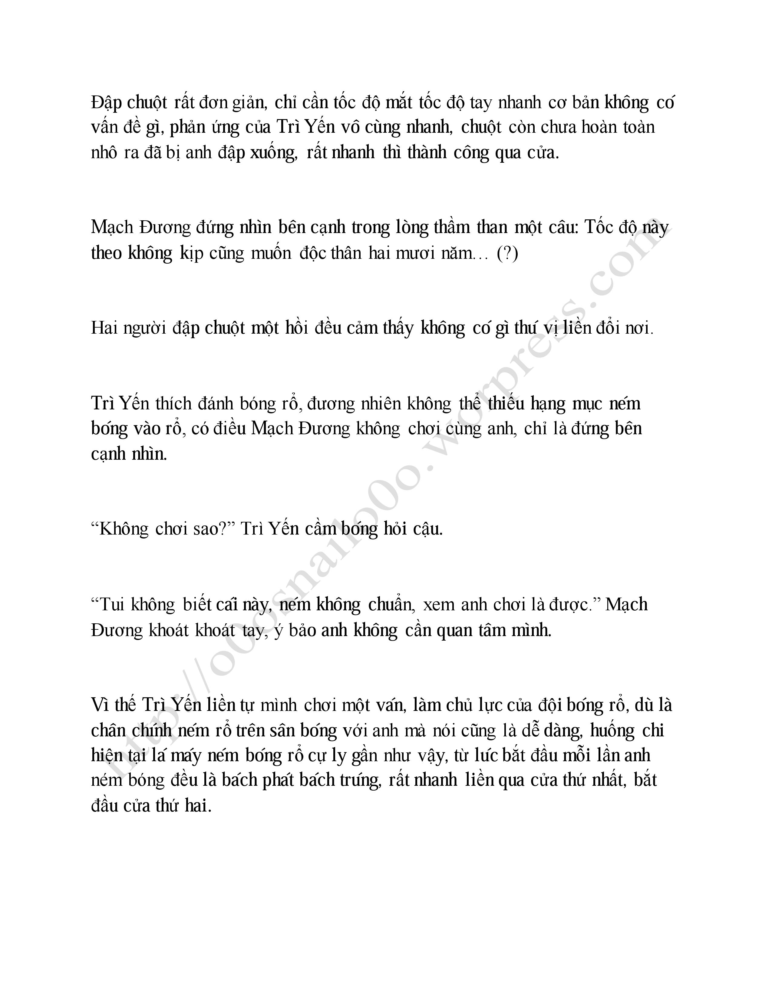 Đập chuột rất đơn giản, chỉ cần tốc độ mắt tốc độ tay nhanh cơ bản không có
vấn đề gì, phản ứng của Trì Yến vô cùng nhanh, chuột còn chưa hoàn toàn
nhô ra đã bị anh đập xuống, rất nhanh thì thành công qua cửa.
Mạch Đương đứng nhìn bên cạnh trong lòng thầm than một câu: Tốc độ này
theo không kịp cũng muốn độc thân hai mươi năm… (?)
Hai người đập chuột một hồi đều cảm thấy không có gì thú vị liền đổi nơi.
Trì Yến thích đánh bóng rổ, đương nhiên không thể thiếu hạng mục ném
bóng vào rổ, có điều Mạch Đương không chơi cùng anh, chỉ là đứng bên
cạnh nhìn.
“Không chơi sao?” Trì Yến cầm bóng hỏi cậu.
“Tui không biết cái này, ném không chuẩn, xem anh chơi là được.” Mạch
Đương khoát khoát tay, ý bảo anh không cần quan tâm mình.
Vì thế Trì Yến liền tự mình chơi một ván, làm chủ lực của đội bóng rổ, dù là
chân chính ném rổ trên sân bóng với anh mà nói cũng là dễ dàng, huống chi
hiện tại lá máy ném bóng rổ cự ly gần như vậy, từ lúc bắt đầu mỗi lần anh
ném bóng đều là bách phát bách trúng, rất nhanh liền qua cửa thứ nhất, bắt
đầu cửa thứ hai.
http://o0osnailo0o.worpress.com